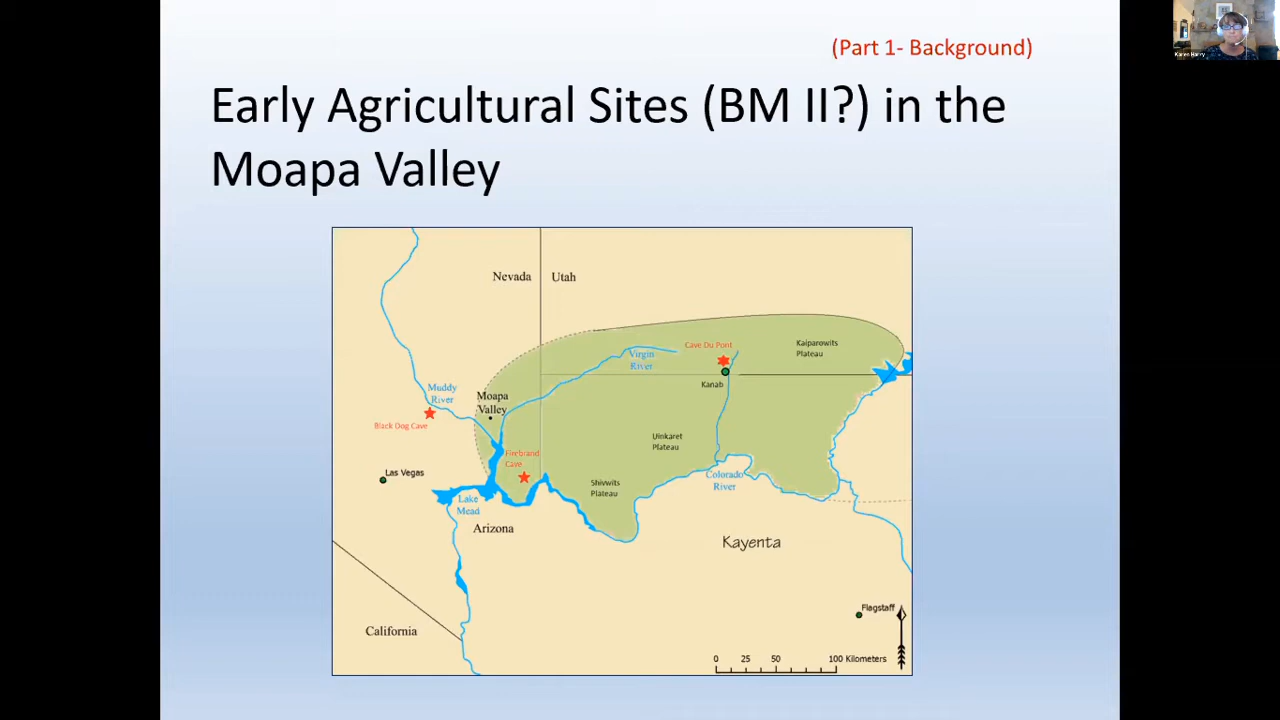 Karen Harry
(Part 1- Background)
Early Agricultural Sites (BM II?) in the
Moapa Valley
Nevada
Utah
Kaiparowits
Plateau
Cave Du Pont
Virgin
River
Kanab
Muddy
River
Moapa
Valley
Black Dog Cave
Uinkaret
Plateau
Firebrand
Cave
Las Vegas
Colorado
River
Shivwits
Plateau
Lake
Mead
Arizona
Kayenta
Flagstaff
California
0 25 50 100 Kilometers